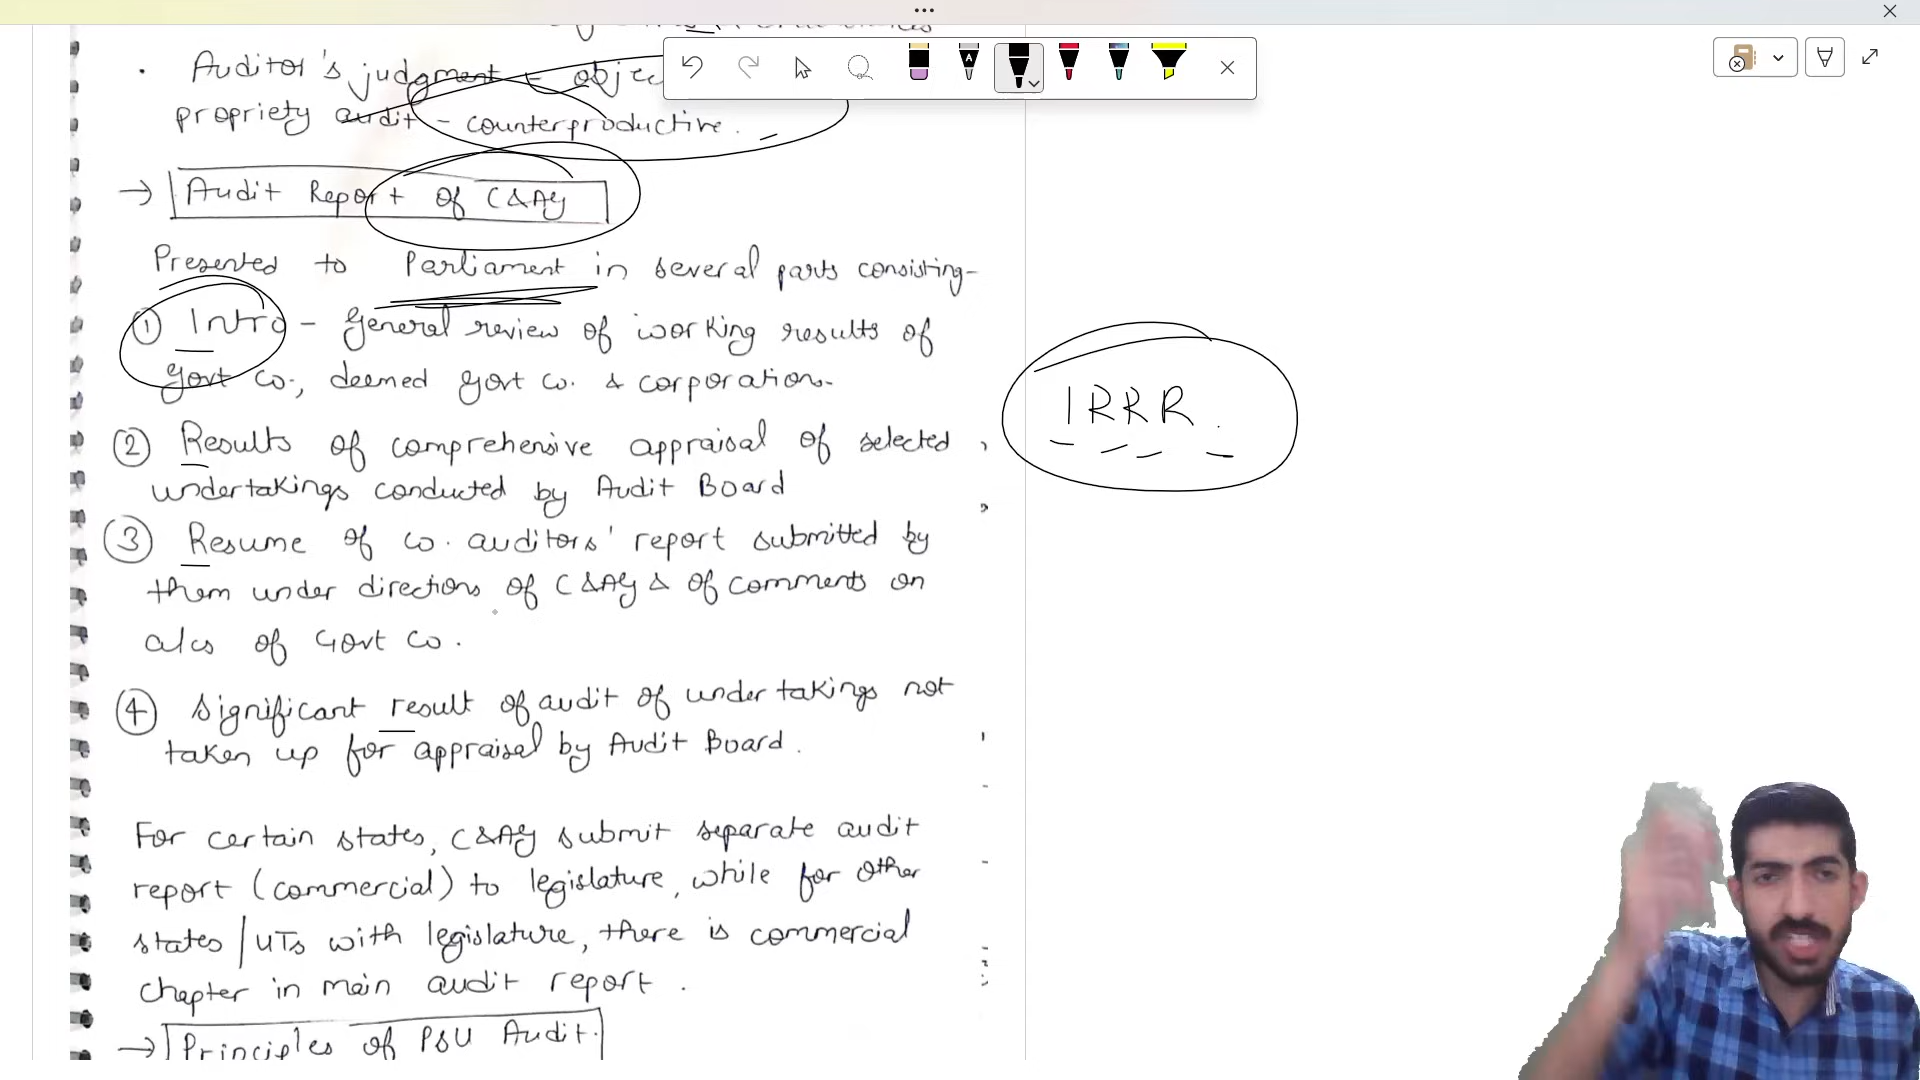 . Auditor's judgment + objec
propriety audit - counterproductive.
→ Audit Report of C&AG
Presented to Parliament in several parts consisting-
① Intro - General review of working results of
Govt Co., deemed govt co. & corporation.
② Results of comprehensive appraisal of selected
undertakings conducted by Audit Board
③ Resume of co. auditors' report submitted by
them under directions of C&AG & of comments on
a/cs of Govt Co.
④ Significant result of audit of undertakings not
taken up for appraisal by Audit Board.
For certain states, C&AG submit separate audit
report (commercial) to legislature, while for other
states/UTs with legislature, there is commercial
chapter in main audit report.
→ Principles of PSU Audit.
IRRR.
A